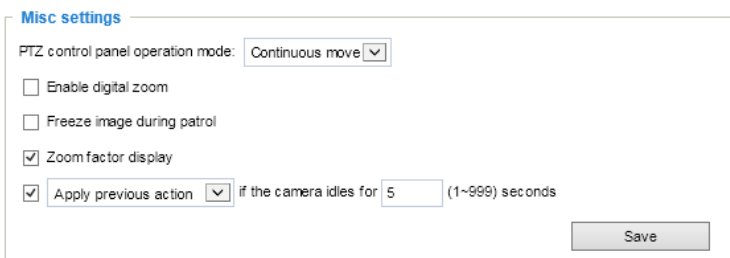 Misc settings
PTZ control panel operation mode: Continuous move
Enable digital zoom
Freeze image during patrol
Zoom factor display
Apply previous action if the camera idles for 5 (1~999) seconds
Save